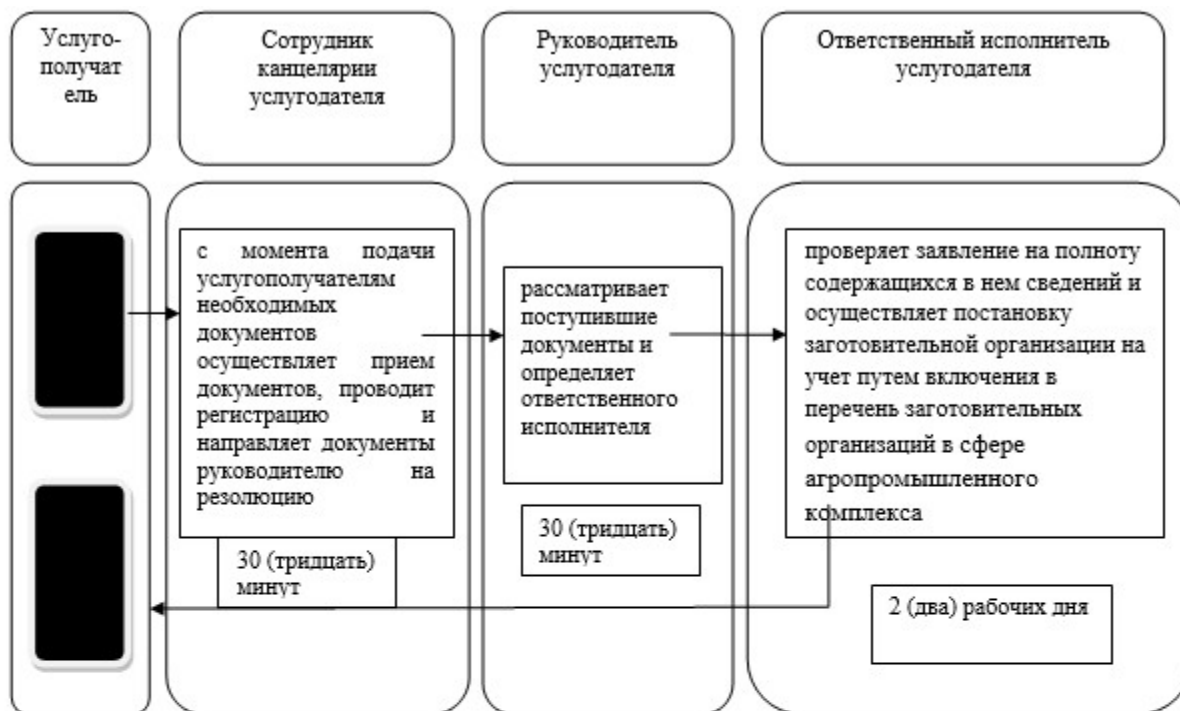 Услуго-
получат
ель
Сотрудник
канцелярии
услугодателя
Руководитель
услугодателя
Ответственный исполнитель
услугодателя
с момента подачи
услугополучателям
необходимых
документов
осуществляет прием
документов, проводит
регистрацию и
направляет документы
руководителю на
резолюцию
30 (тридцать)
минут
рассматривает
поступившие
документы и
определяет
ответственного
исполнителя
30 (тридцать)
минут
проверяет заявление на полноту
содержащихся в нем сведений и
осуществляет постановку
заготовительной организации на
учет путем включения в
перечень заготовительных
организаций в сфере
агропромышленного
комплекса
2 (два) рабочих дня